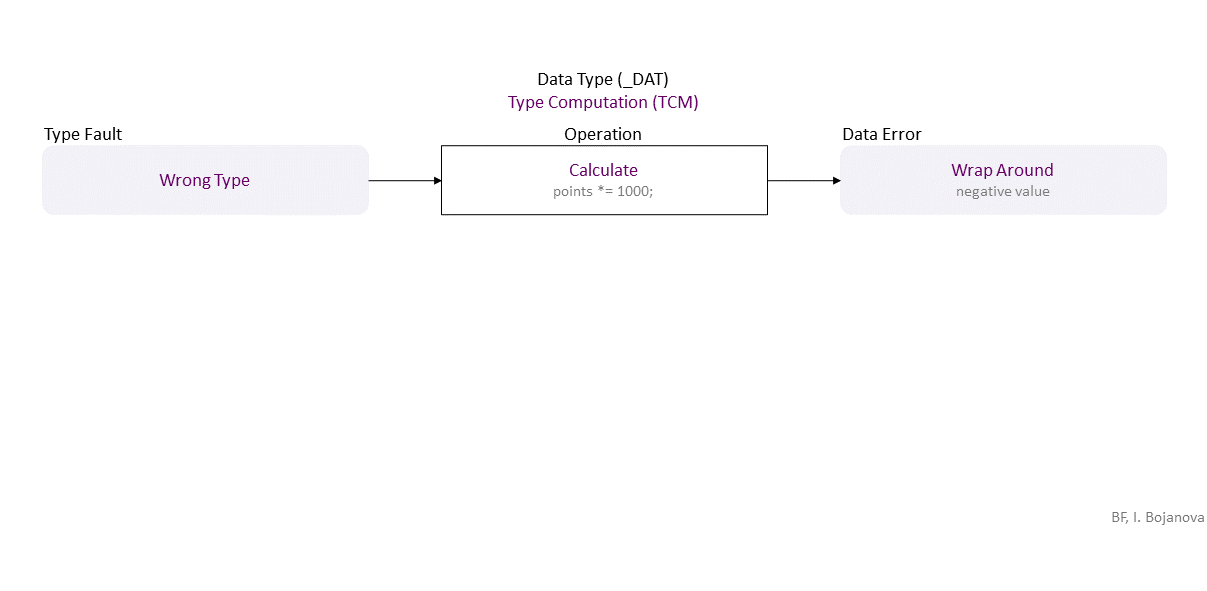 Data Type (_DAT)
Type Computation (TCM)
Type Fault
Operation
Data Error
Wrong Type
Calculate
points *= 1000;
Wrap Around
negative value
BF, I. Bojanova